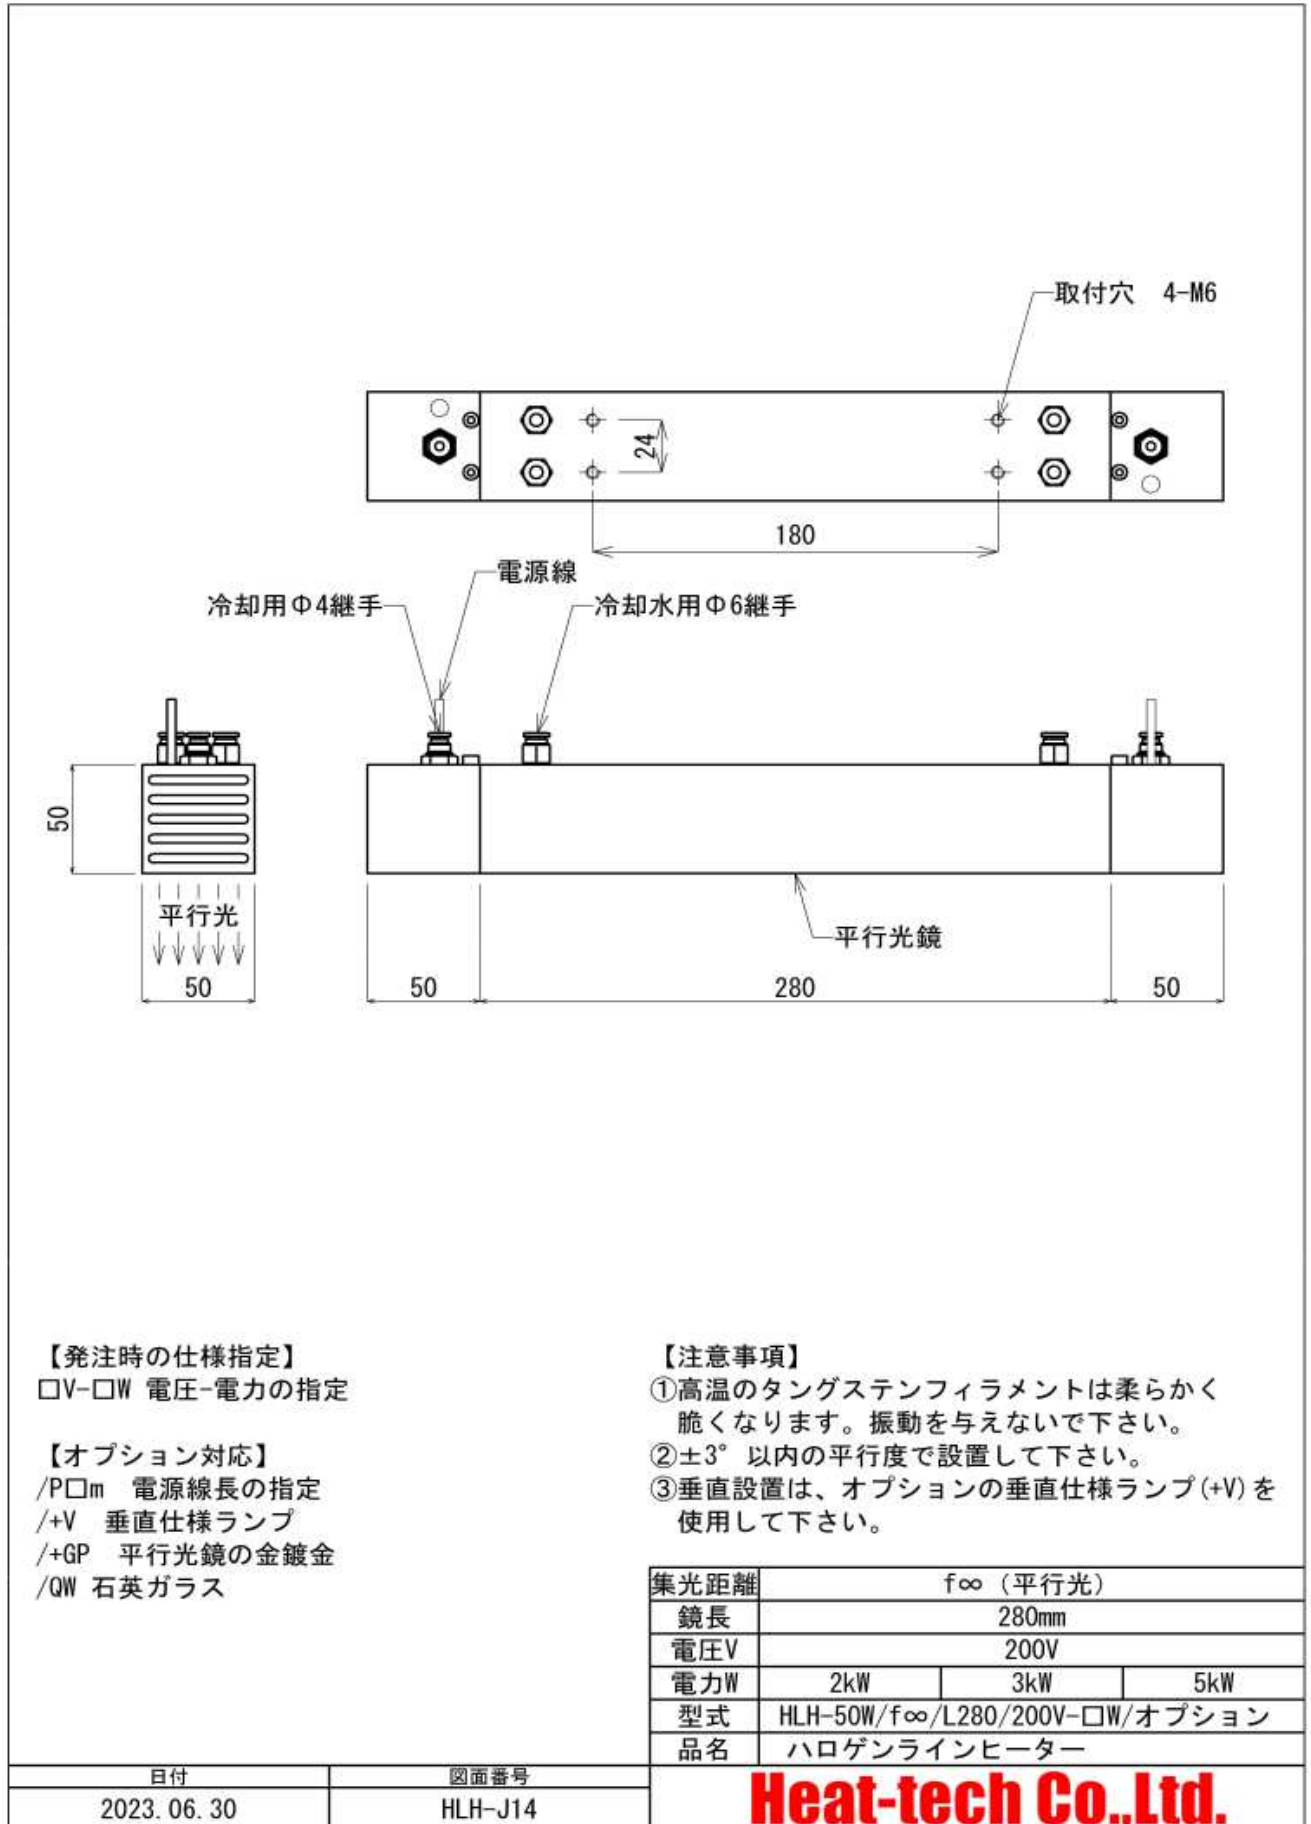 取付穴　4-M6
24
180
電源線
冷却用Φ4継手
冷却水用Φ6継手
50
平行光
平行光鏡
50
50
280
50
【発注時の仕様指定】
□V-□W 電圧-電力の指定
【オプション対応】
/P□m　電源線長の指定
/+V　垂直仕様ランプ
/+GP　平行光鏡の金鍍金
/QW 石英ガラス
【注意事項】
①高温のタングステンフィラメントは柔らかく
脆くなります。振動を与えないで下さい。
②±3°以内の平行度で設置して下さい。
③垂直設置は、オプションの垂直仕様ランプ(+V)を
使用して下さい。
集光距離 f∞（平行光）
鏡長 280mm
電圧V 200V
電力W 2kW 3kW 5kW
型式 HLH-50W/f∞/L280/200V-□W/オプション
品名 ハロゲンラインヒーター
日付 図面番号
2023.06.30 HLH-J14
Heat-tech Co.,Ltd.